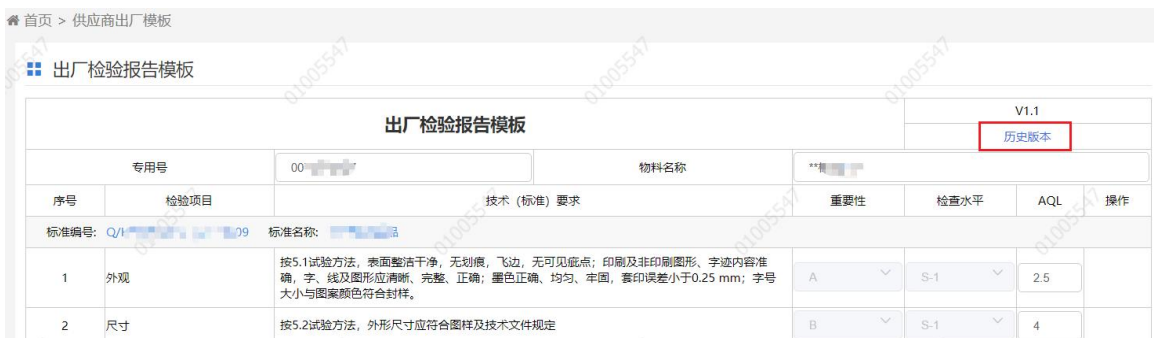 首页 > 供应商出厂模板
出厂检验报告模板
出厂检验报告模板
V1.1
历史版本
专用号 00 物料名称 **
序号 检验项目 技术（标准）要求 重要性 检查水平 AQL 操作
标准编号: Q/ 09 标准名称: 品
1 外观 按5.1试验方法，表面整洁干净，无划痕，飞边，无可见疵点；印刷及非印刷图形、字迹内容准 A S-1 2.5
确，字、线及图形应清晰、完整、正确；墨色正确、均匀、牢固，套印误差小于0.25 mm；字号
大小与图案颜色符合封样。
2 尺寸 按5.2试验方法，外形尺寸应符合图样及技术文件规定 B S-1 4
01005547
01005547
01005547
01005547
01005547
01005547
01005547